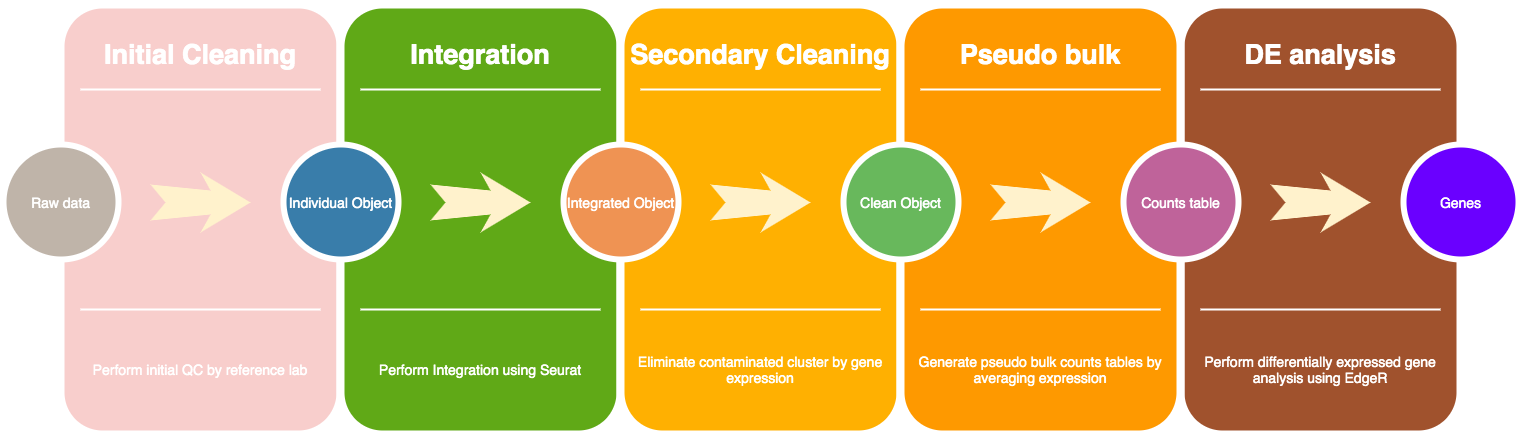 Initial Cleaning
Integration
Secondary Cleaning
Pseudo bulk
DE analysis
Raw data
Individual Object
Integrated Object
Clean Object
Counts table
Genes
Perform initial QC by reference lab
Perform Integration using Seurat
Eliminate contaminated cluster by gene
expression
Generate pseudo bulk counts tables by
averaging expression
Perform differentially expressed gene
analysis using EdgeR